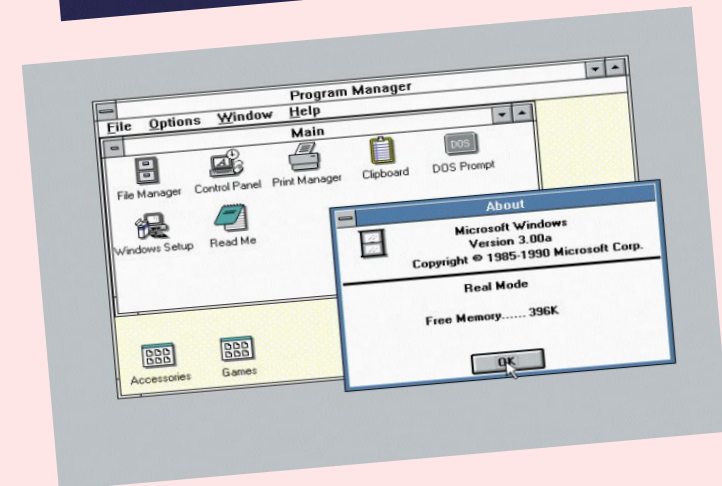 Program Manager
File Options Window Help
Main
File Manager Control Panel Print Manager Clipboard DOS Prompt
DOS
Windows Setup Read Me
About
Microsoft Windows
Version 3.00a
Copyright © 1985-1990 Microsoft Corp.
Real Mode
Free Memory...... 396K
OK
Accessories Games